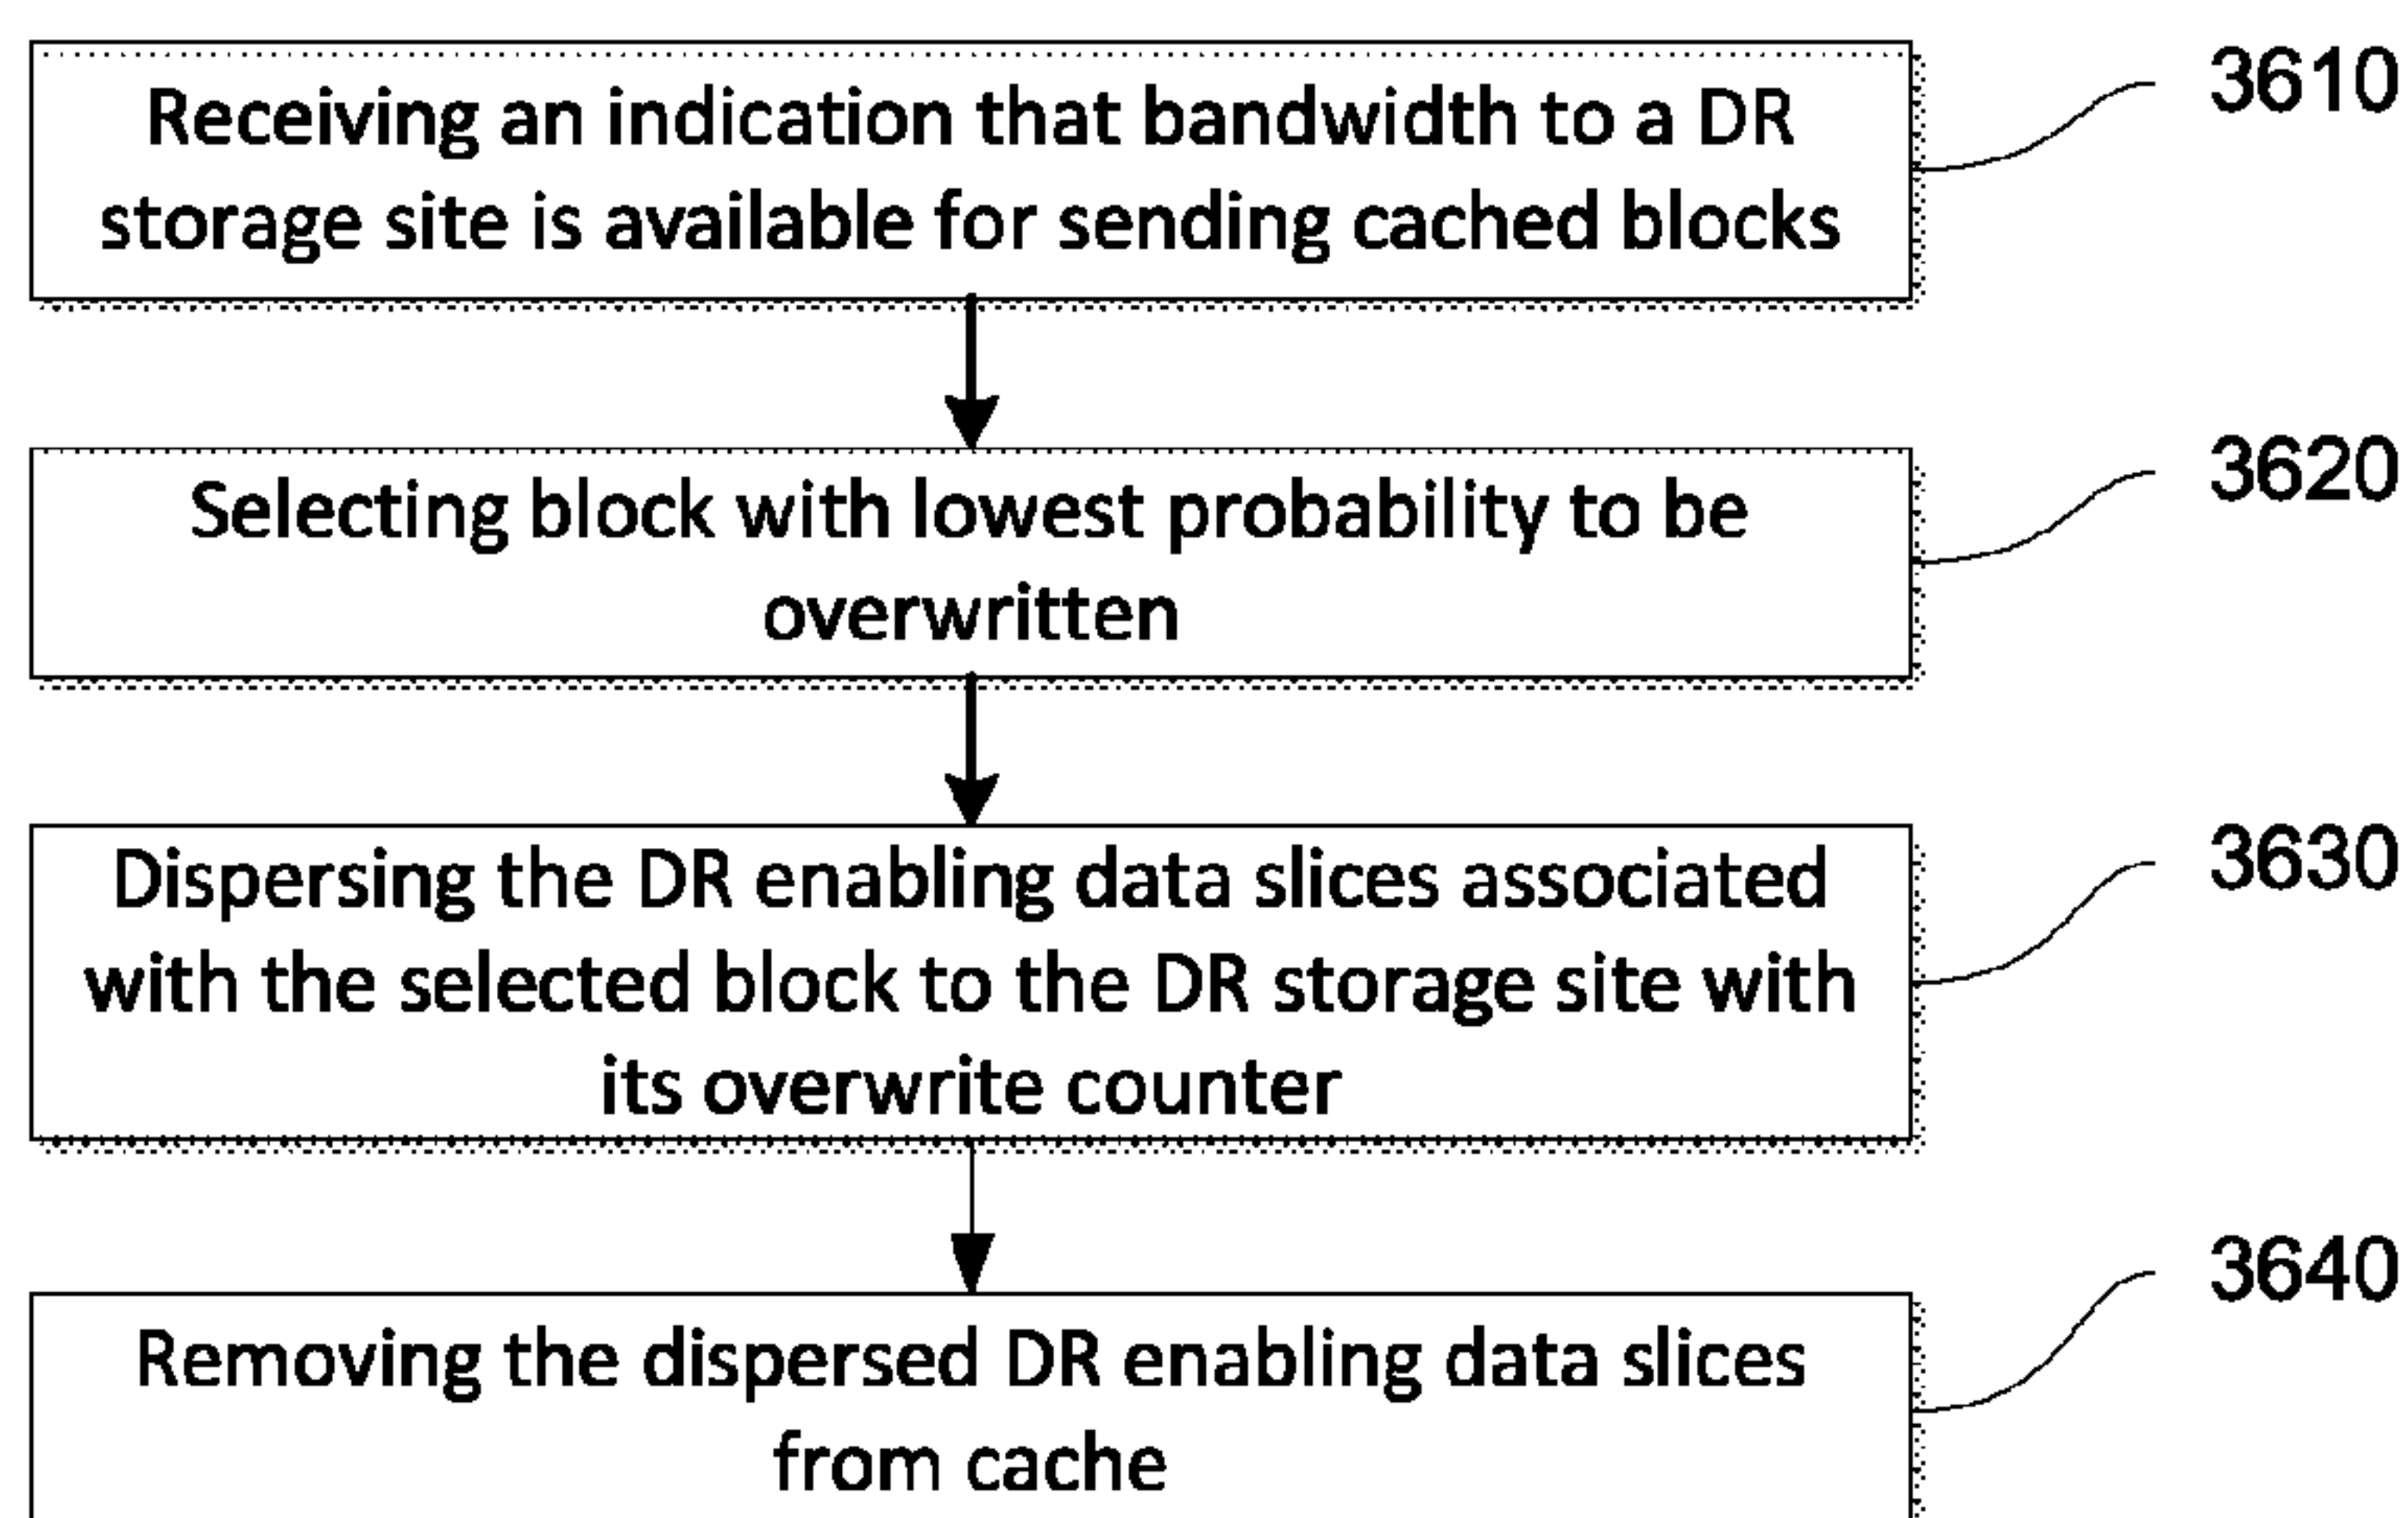 Receiving an indication that bandwidth to a DR
storage site is available for sending cached blocks
3610
Selecting block with lowest probability to be
overwritten
3620
Dispersing the DR enabling data slices associated
with the selected block to the DR storage site with
its overwrite counter
3630
Removing the dispersed DR enabling data slices
from cache
3640